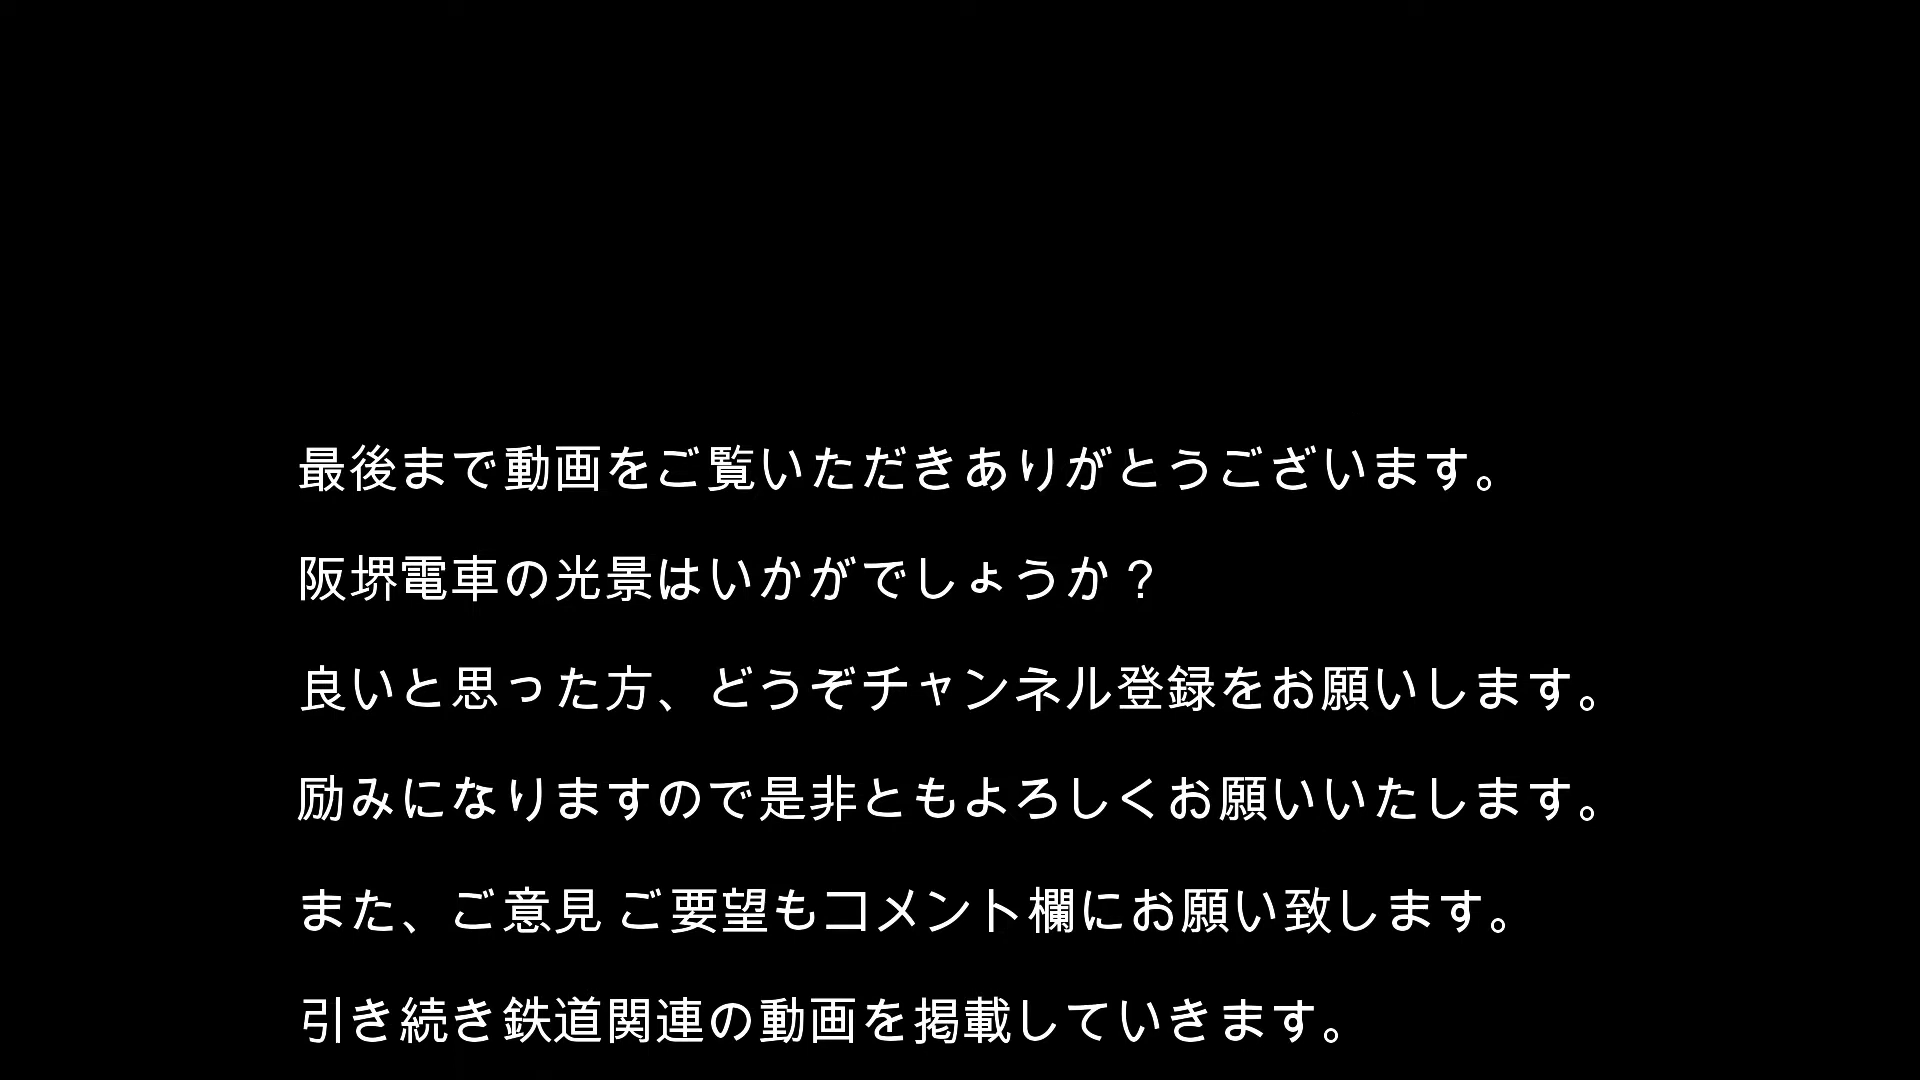 最後まで動画をご覧いただきありがとうございます。
阪堺電車の光景はいかがでしょうか？
良いと思った方、どうぞチャンネル登録をお願いします。
励みになりますので是非ともよろしくお願いいたします。
また、ご意見 ご要望もコメント欄にお願い致します。
引き続き鉄道関連の動画を掲載していきます。